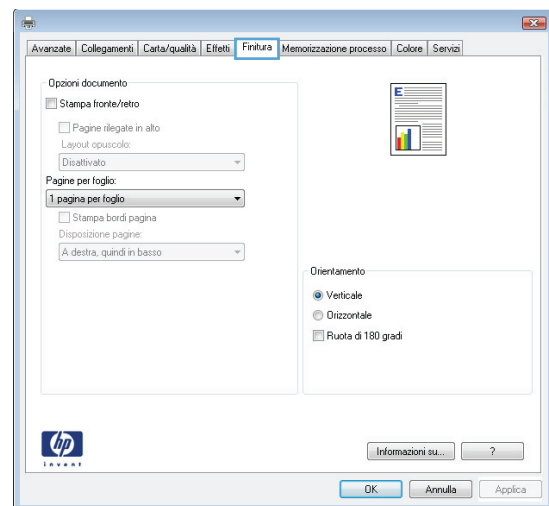 Avanzate Collegamenti Carta/qualità Effetti Finitura Memorizzazione processo Colore Servizi
Opzioni documento
Stampa fronte/retro
Pagine rilegate in alto
Layout opuscolo:
Disattivato
Pagine per foglio:
1 pagina per foglio
Stampa bordi pagina
Disposizione pagine:
A destra, quindi in basso
E
Orientamento
Verticale
Orizzontale
Ruota di 180 gradi
hp
invent
Informazioni su... ?
OK Annulla Applica